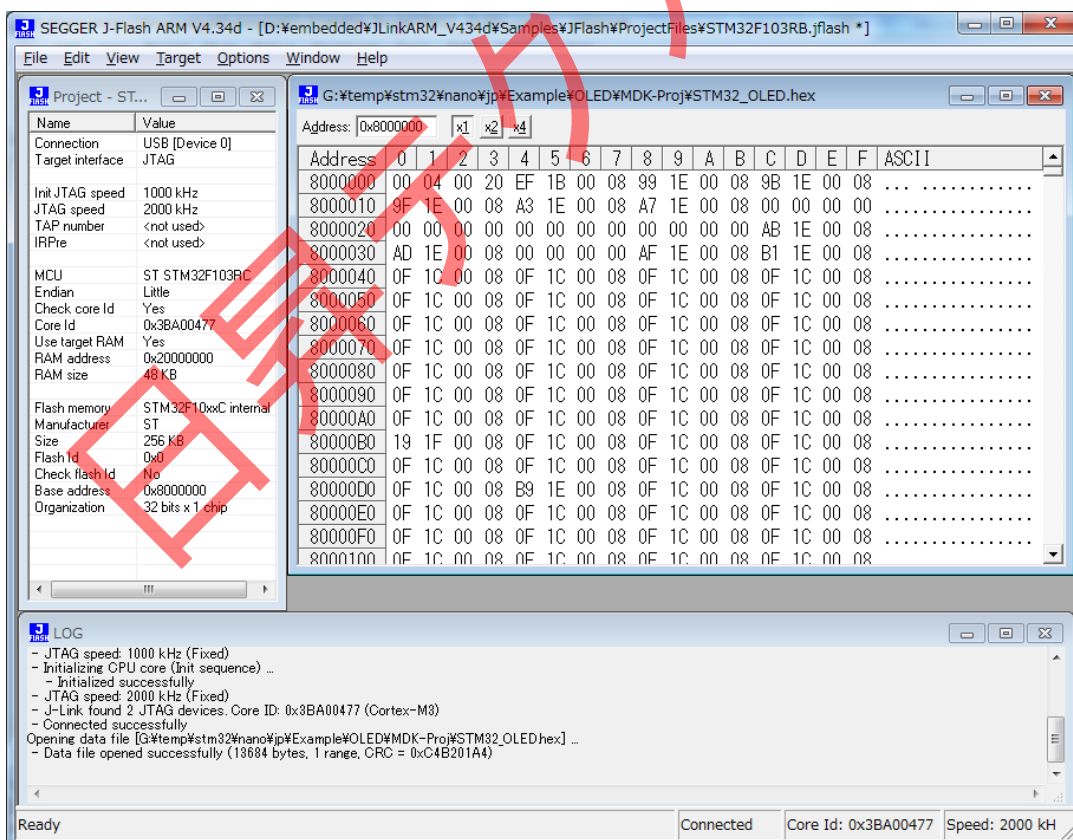 SEGGER J-Flash ARM V4.34d - [D:¥embedded¥JLinkARM_V434d¥Samples¥JFlash¥ProjectFiles¥STM32F103RB.jflash *]
File Edit View Target Options Window Help
Project - ST...
Name Value
Connection USB [Device 0]
Target interface JTAG
Init JTAG speed 1000 kHz
JTAG speed 2000 kHz
TAP number <not used>
IRPre <not used>
MCU ST STM32F103RC
Endian Little
Check core Id Yes
Core Id 0x3BA00477
Use target RAM Yes
RAM address 0x20000000
RAM size 48 KB
Flash memory STM32F10xxC internal
Manufacturer ST
Size 256 KB
Flash Id 0x0
Check flash Id No
Base address 0x8000000
Organization 32 bits x 1 chip
G:¥temp¥stm32¥nano¥jp¥Example¥OLED¥MDK-Proj¥STM32_OLED.hex
Address: 0x8000000 x1 x2 x4
Address 0 1 2 3 4 5 6 7 8 9 A B C D E F ASCII
8000000 00 04 00 20 EF 1B 00 08 99 1E 00 08 9B 1E 00 08 ... ............
8000010 9F 1E 00 08 A3 1E 00 08 A7 1E 00 08 00 00 00 00 ................
8000020 00 00 00 00 00 00 00 00 00 00 00 00 AB 1E 00 08 ................
8000030 AD 1E 00 08 00 00 00 00 AF 1E 00 08 B1 1E 00 08 ................
8000040 0F 1C 00 08 0F 1C 00 08 0F 1C 00 08 0F 1C 00 08 ................
8000050 0F 1C 00 08 0F 1C 00 08 0F 1C 00 08 0F 1C 00 08 ................
8000060 0F 1C 00 08 0F 1C 00 08 0F 1C 00 08 0F 1C 00 08 ................
8000070 0F 1C 00 08 0F 1C 00 08 0F 1C 00 08 0F 1C 00 08 ................
8000080 0F 1C 00 08 0F 1C 00 08 0F 1C 00 08 0F 1C 00 08 ................
8000090 0F 1C 00 08 0F 1C 00 08 0F 1C 00 08 0F 1C 00 08 ................
80000A0 0F 1C 00 08 0F 1C 00 08 0F 1C 00 08 0F 1C 00 08 ................
80000B0 19 1F 00 08 0F 1C 00 08 0F 1C 00 08 0F 1C 00 08 ................
80000C0 0F 1C 00 08 0F 1C 00 08 0F 1C 00 08 0F 1C 00 08 ................
80000D0 0F 1C 00 08 B9 1E 00 08 0F 1C 00 08 0F 1C 00 08 ................
80000E0 0F 1C 00 08 0F 1C 00 08 0F 1C 00 08 0F 1C 00 08 ................
80000F0 0F 1C 00 08 0F 1C 00 08 0F 1C 00 08 0F 1C 00 08 ................
8000100 0F 1C 00 08 0F 1C 00 08 0F 1C 00 08 0F 1C 00 08
LOG
- JTAG speed: 1000 kHz (Fixed)
- Initializing CPU core (Init sequence) ...
- Initialized successfully
- JTAG speed: 2000 kHz (Fixed)
- J-Link found 2 JTAG devices. Core ID: 0x3BA00477 (Cortex-M3)
- Connected successfully
Opening data file [G:¥temp¥stm32¥nano¥jp¥Example¥OLED¥MDK-Proj¥STM32_OLED.hex] ...
- Data file opened successfully (13684 bytes, 1 range, CRC = 0xC4B201A4)
Ready Connected Core Id: 0x3BA00477 Speed: 2000 kH
日昇テク